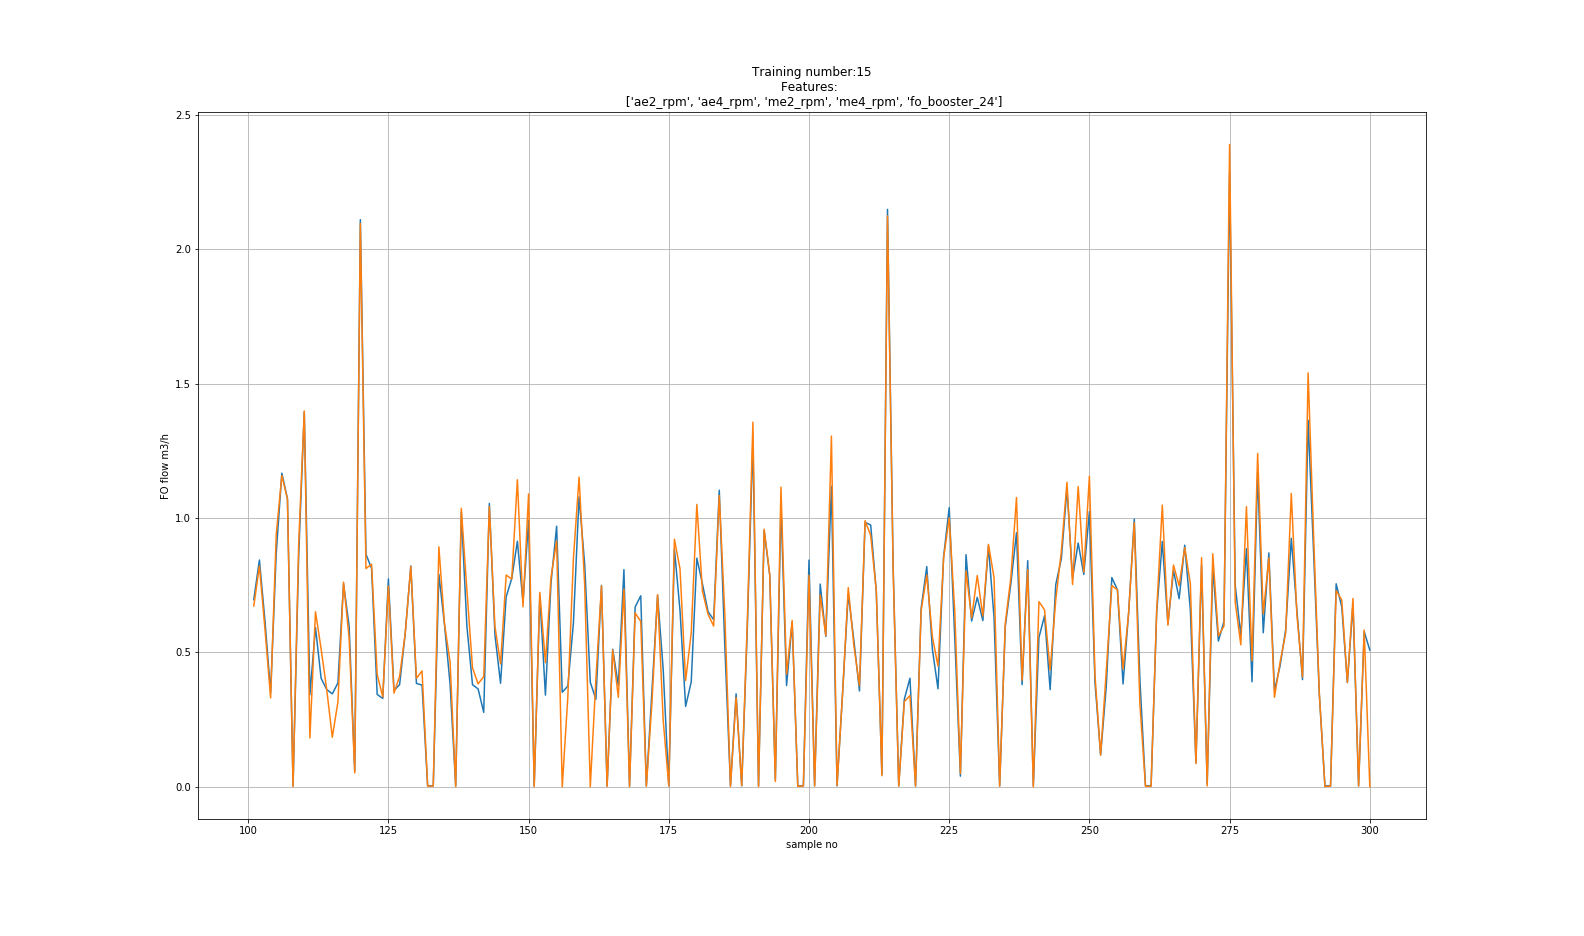 Training number:15
Features:
['ae2_rpm', 'ae4_rpm', 'me2_rpm', 'me4_rpm', 'fo_booster_24']
2.5
2.0
1.5
1.0
0.5
0.0
FO flow m3/h
100 125 150 175 200 225 250 275 300
sample no